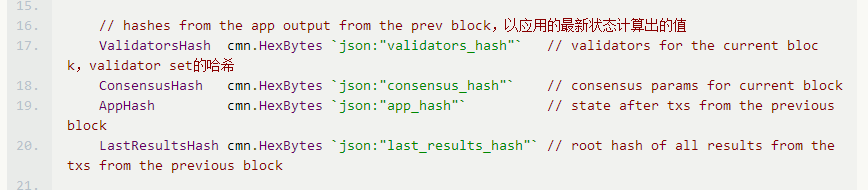 15.
16.     // hashes from the app output from the prev block，以应用的最新状态计算出的值
17.     ValidatorsHash  cmn.HexBytes `json:"validators_hash"`   // validators for the current bloc
k，validator set的哈希
18.     ConsensusHash   cmn.HexBytes `json:"consensus_hash"`    // consensus params for current block
19.     AppHash         cmn.HexBytes `json:"app_hash"`          // state after txs from the previous
block
20.     LastResultsHash cmn.HexBytes `json:"last_results_hash"` // root hash of all results from the
txs from the previous block
21.